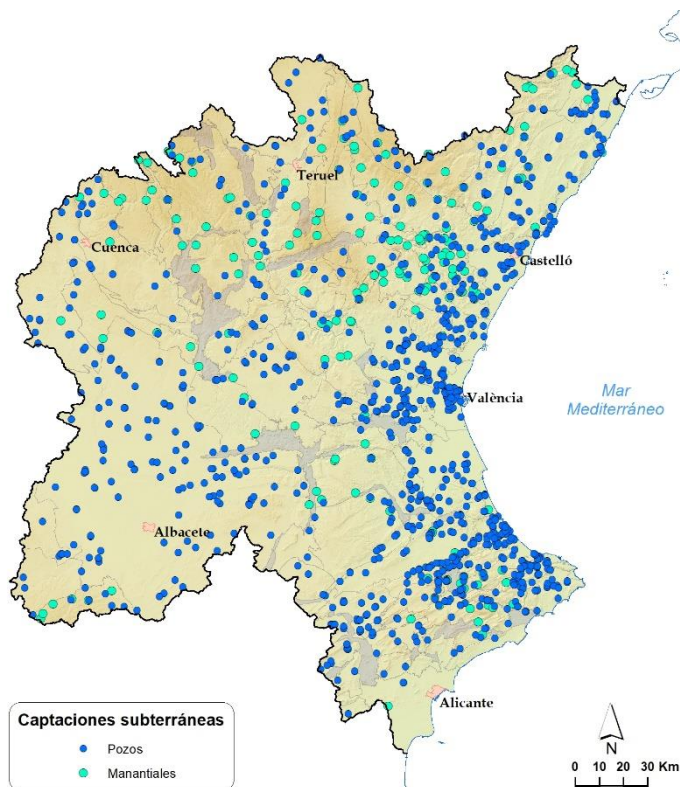 Teruel
Cuenca
Castelló
València
Mar
Mediterráneo
Albacete
Alicante
Captaciones subterráneas
Pozos
Manantiales
N
0 10 20 30 Km